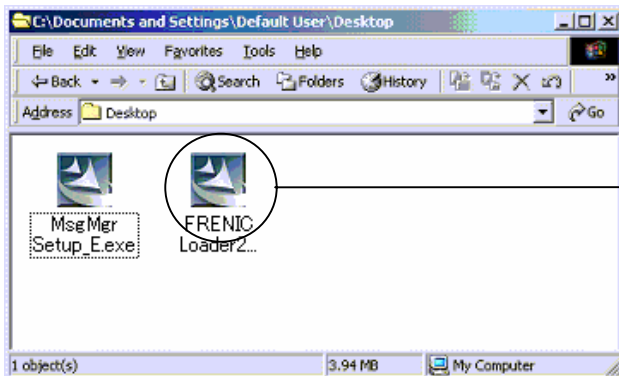 C:\Documents and Settings\Default User\Desktop
File Edit View Favorites Tools Help
Back Search Folders History »
Address Desktop Go
MsgMgr
Setup_E.exe
FRENIC
Loader2...
1 object(s) 3.94 MB My Computer